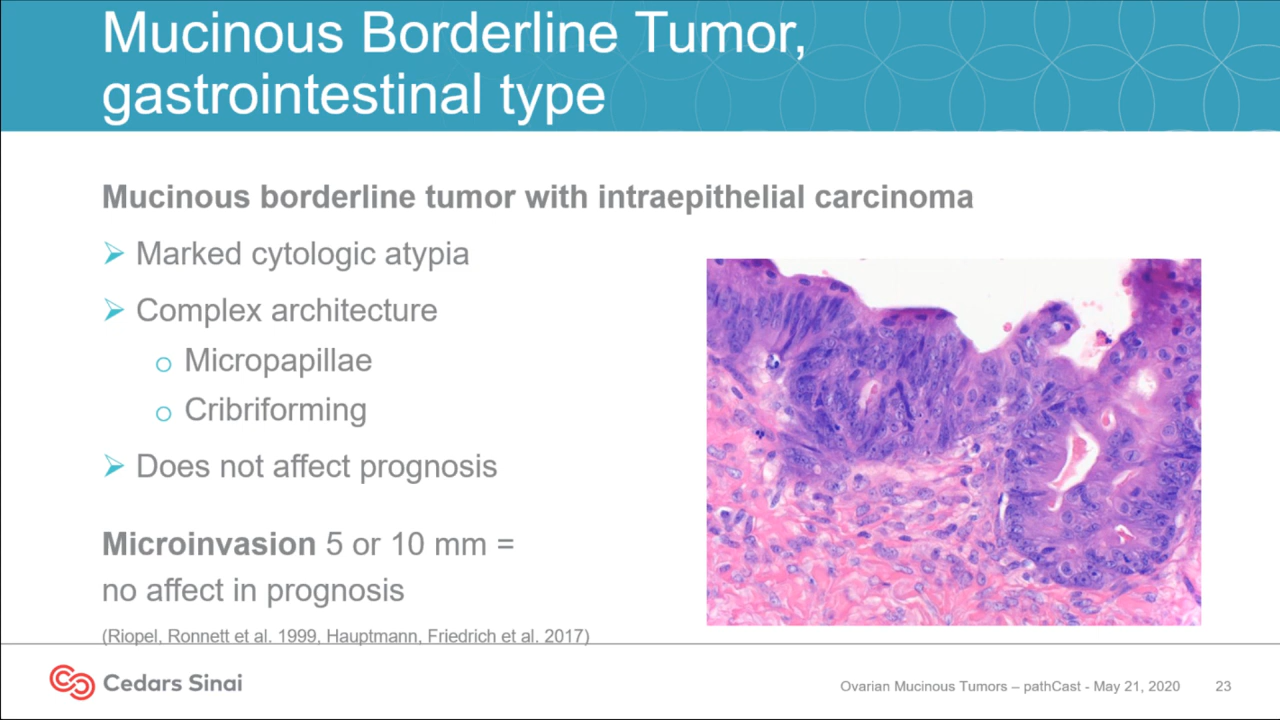 Mucinous Borderline Tumor,
gastrointestinal type
Mucinous borderline tumor with intraepithelial carcinoma
Marked cytologic atypia
Complex architecture
Micropapillae
Cribriforming
Does not affect prognosis
Microinvasion 5 or 10 mm =
no affect in prognosis
(Riopel, Ronnett et al. 1999, Hauptmann, Friedrich et al. 2017)
Cedars Sinai
Ovarian Mucinous Tumors – pathCast - May 21, 2020 23